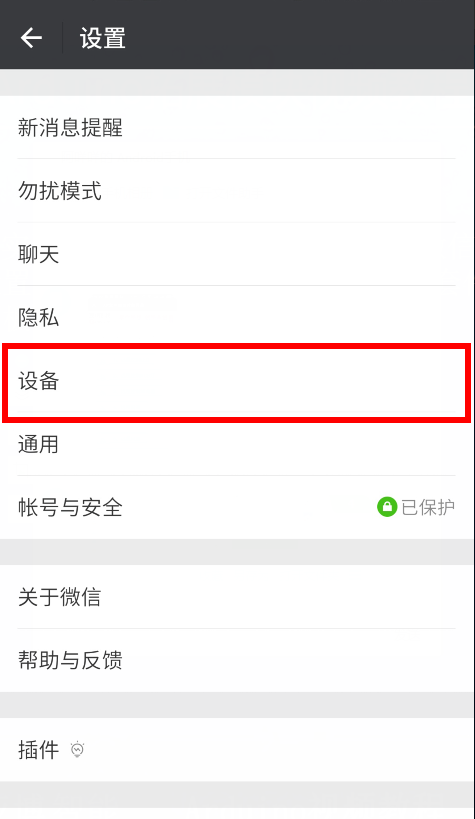 设置
新消息提醒
勿扰模式
聊天
隐私
设备
通用
帐号与安全 已保护
关于微信
帮助与反馈
插件